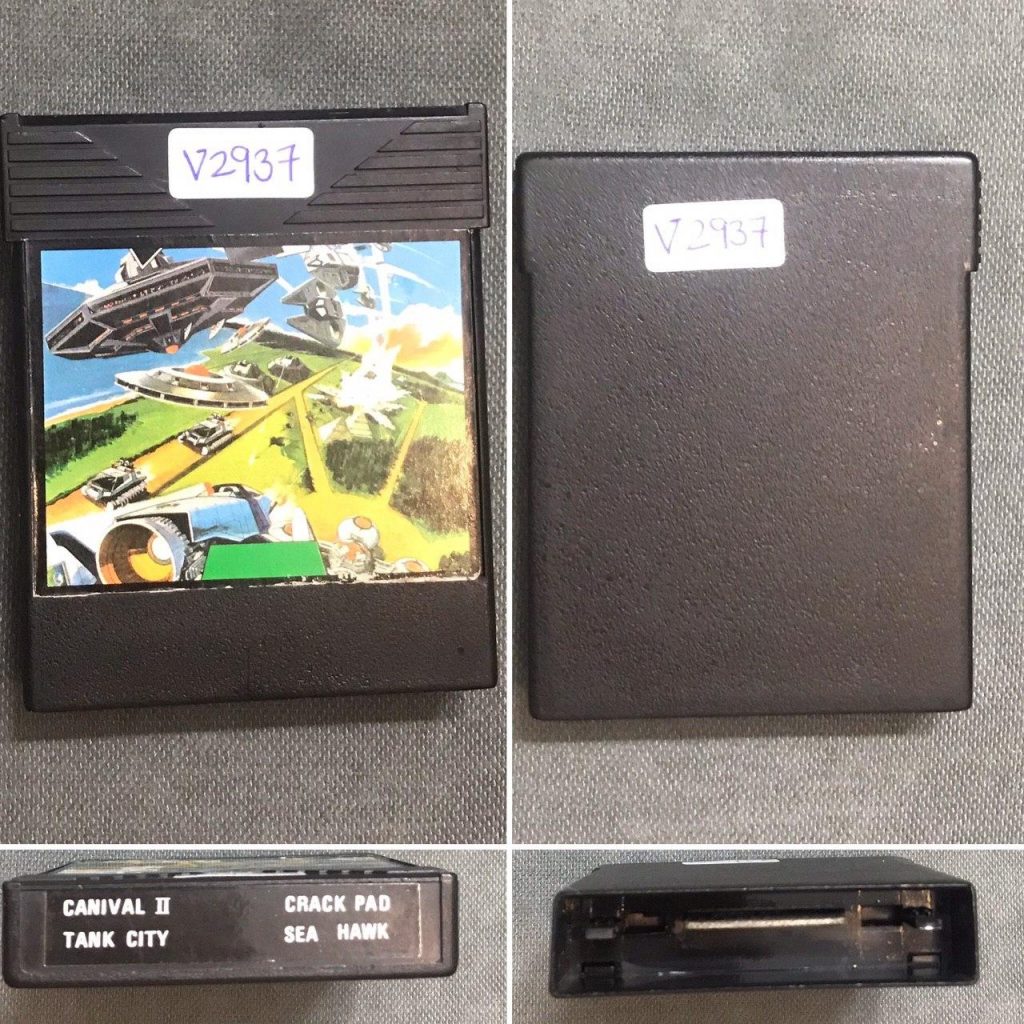 V2937
V2937
CANIVAL II CRACK PAD
TANK CITY SEA HAWK